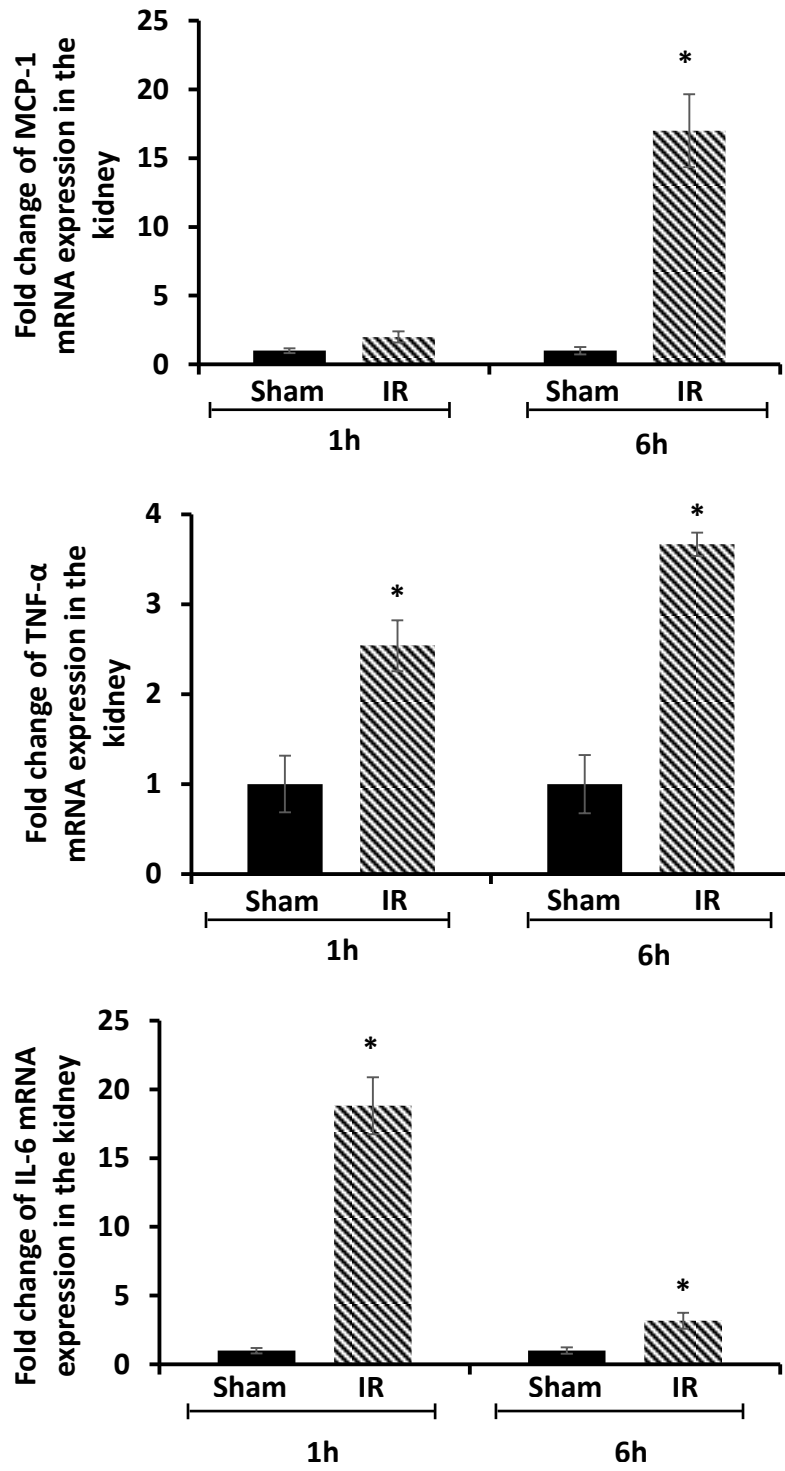 Fold change of MCP-1
mRNA expression in the
kidney
25
20
15
10
5
0
*
Sham IR Sham IR
1h 6h
Fold change of TNF-α
mRNA expression in the
kidney
4
3
2
1
0
* *
Sham IR Sham IR
1h 6h
Fold change of IL-6 mRNA
expression in the kidney
25
20
15
10
5
0
* *
Sham IR Sham IR
1h 6h